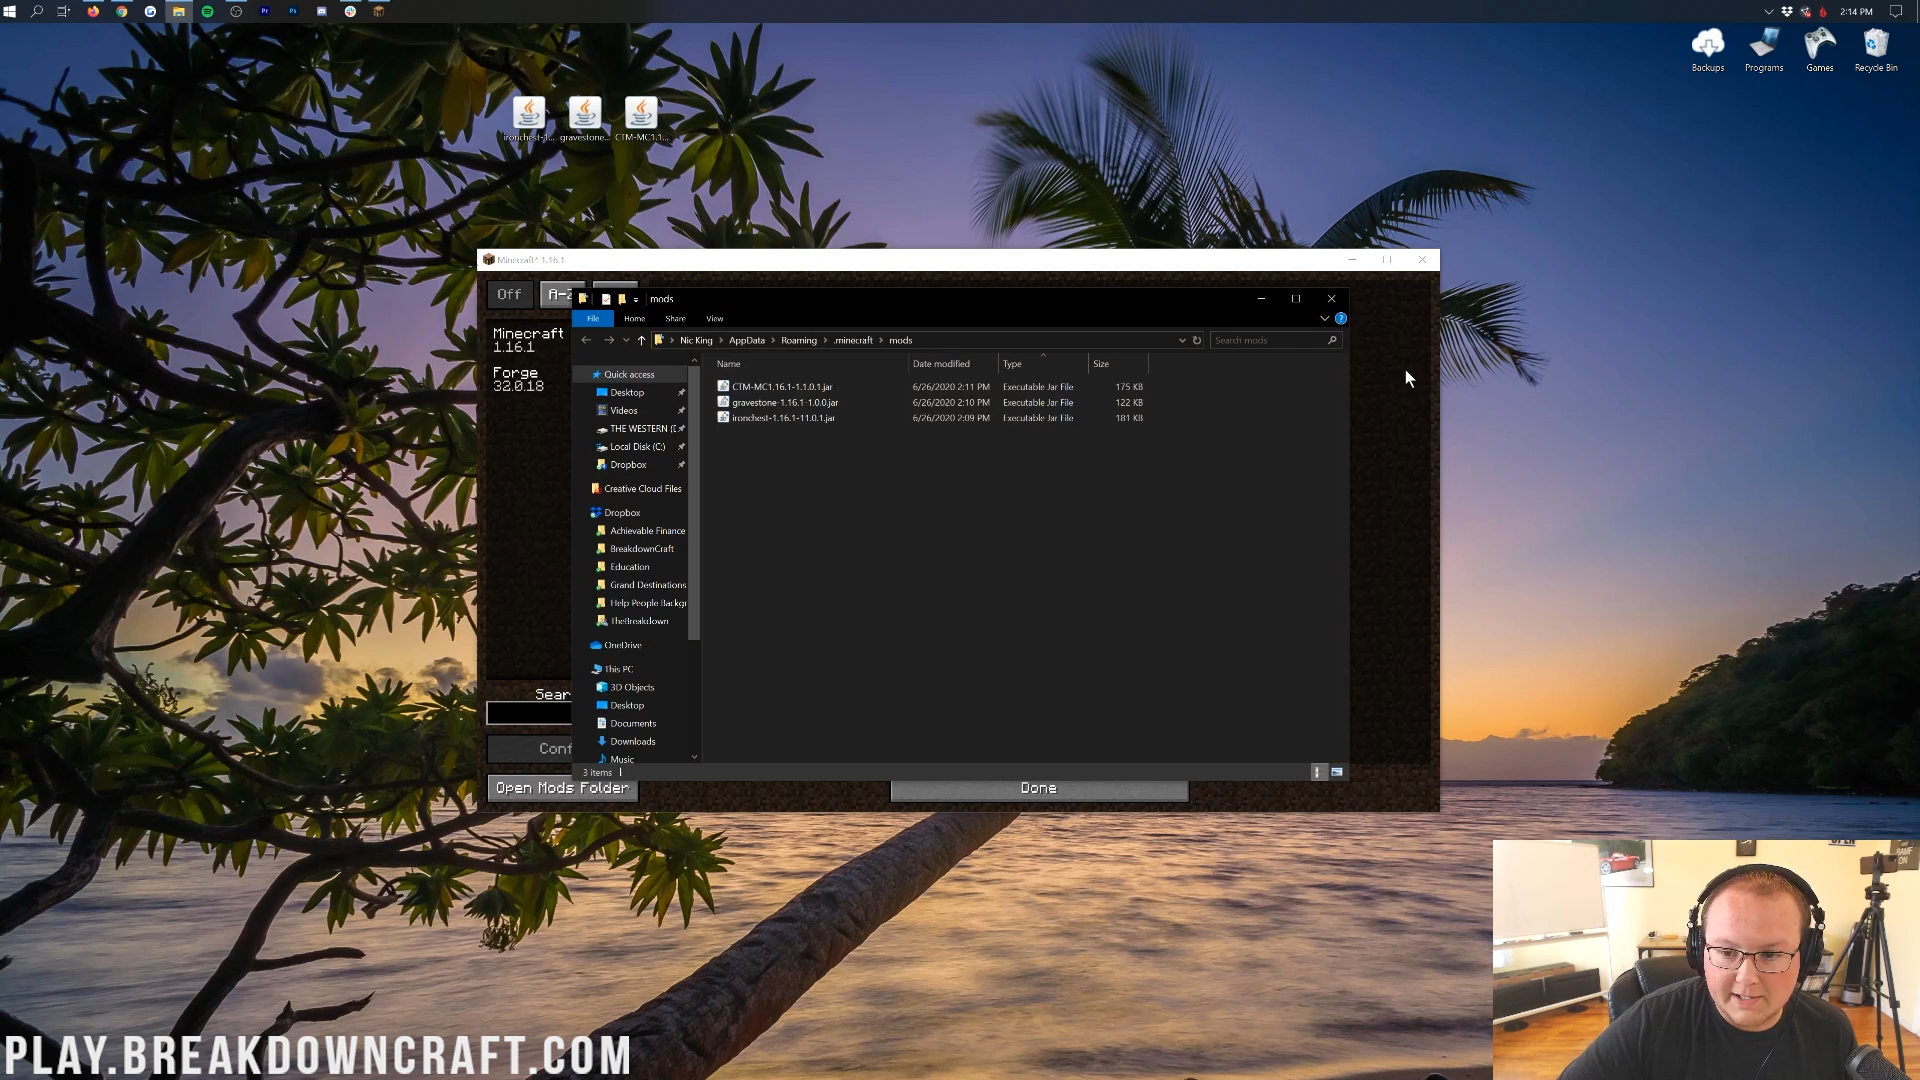 2:14 PM
Backups
Programs
Games
Recycle Bin
ironchest-1...
gravestone...
CTM-MC1.1...
Minecraft* 1.16.1
Off
A-Z
mods
File
Home
Share
View
Nic King
AppData
Roaming
.minecraft
mods
Search mods
Minecraft
1.16.1
Forge
32.0.18
Name
Date modified
Type
Size
CTM-MC1.16.1-1.1.0.1.jar
6/26/2020 2:11 PM
Executable Jar File
175 KB
gravestone-1.16.1-1.0.0.jar
6/26/2020 2:10 PM
Executable Jar File
122 KB
ironchest-1.16.1-11.0.1.jar
6/26/2020 2:09 PM
Executable Jar File
181 KB
Quick access
Desktop
Videos
THE WESTERN (
Local Disk (C:)
Dropbox
Creative Cloud Files
Dropbox
Achievable Finance
BreakdownCraft
Education
Grand Destinations
Help People Backgr
TheBreakdown
OneDrive
This PC
3D Objects
Desktop
Documents
Downloads
Music
3 items
Sear
Conf
Open Mods Folder
Done
PLAY.BREAKDOWNCRAFT.COM